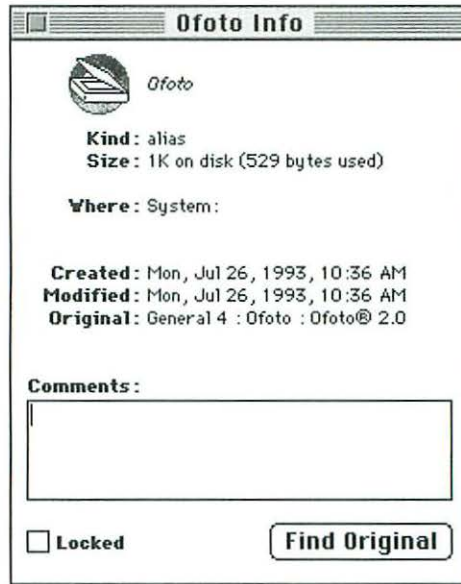 Ofoto Info
Ofoto
Kind: alias
Size: 1K on disk (529 bytes used)
Where: System:
Created: Mon, Jul 26, 1993, 10:36 AM
Modified: Mon, Jul 26, 1993, 10:36 AM
Original: General 4 : Ofoto : Ofoto® 2.0
Comments:
Locked
Find Original